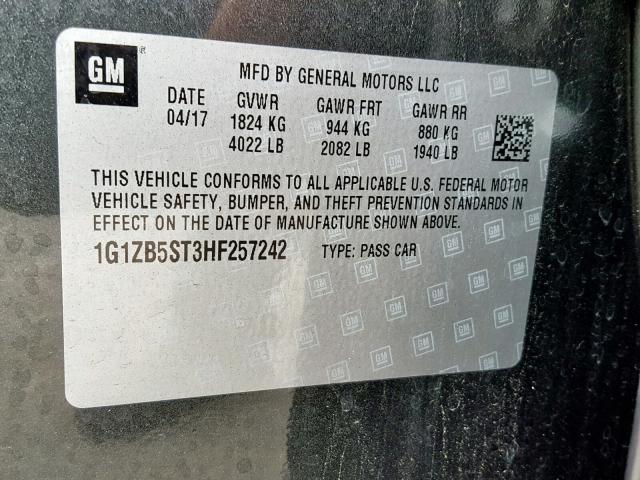 GM
MFD BY GENERAL MOTORS LLC
DATE GVWR GAWR FRT GAWR RR
04/17 1824 KG 944 KG 880 KG
4022 LB 2082 LB 1940 LB
THIS VEHICLE CONFORMS TO ALL APPLICABLE U.S. FEDERAL MOTOR
VEHICLE SAFETY, BUMPER, AND THEFT PREVENTION STANDARDS IN
EFFECT ON THE DATE OF MANUFACTURE SHOWN ABOVE.
1G1ZB5ST3HF257242 TYPE: PASS CAR